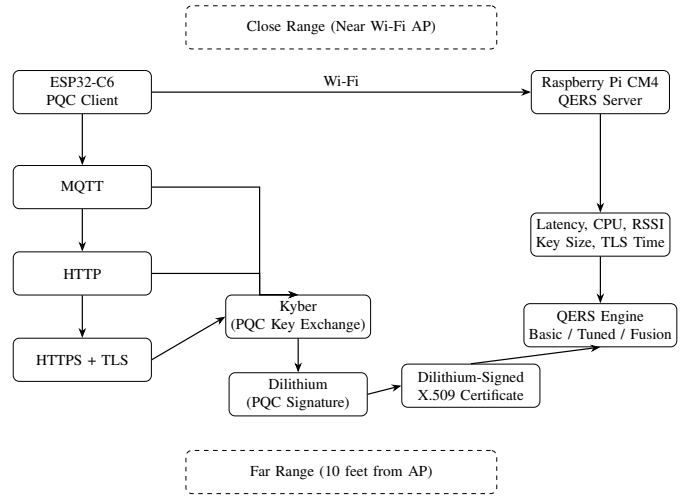 Close Range (Near Wi-Fi AP)
ESP32-C6
PQC Client
Wi-Fi
Raspberry Pi CM4
QERS Server
MQTT
Latency, CPU, RSSI
Key Size, TLS Time
HTTP
Kyber
(PQC Key Exchange)
QERS Engine
Basic / Tuned / Fusion
HTTPS + TLS
Dilithium
(PQC Signature)
Dilithium-Signed
X.509 Certificate
Far Range (10 feet from AP)